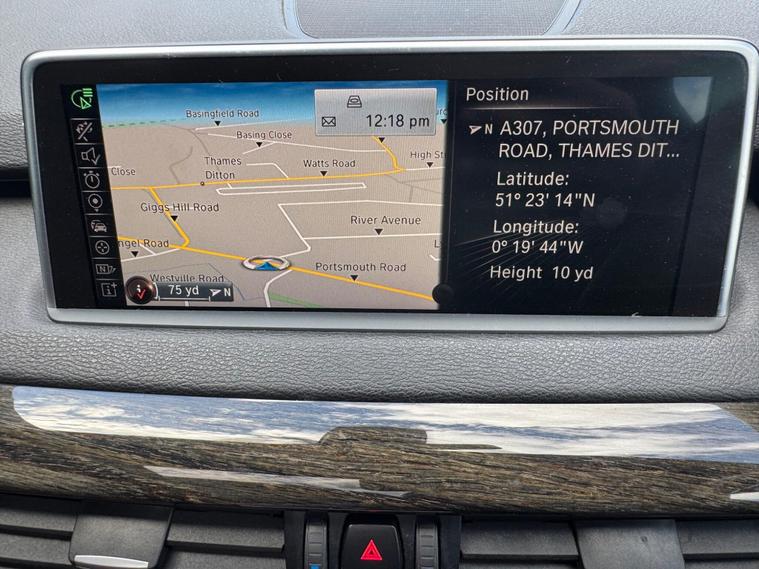 Position
Basingfield Road
12:18 pm
Basing Close
High St
N A307, PORTSMOUTH
ROAD, THAMES DIT...
Close
Thames
Ditton
Watts Road
Latitude:
51° 23' 14"N
Giggs Hill Road
River Avenue
Longitude:
0° 19' 44"W
ngel Road
Portsmouth Road
Height 10 yd
Westville Road
75 yd N